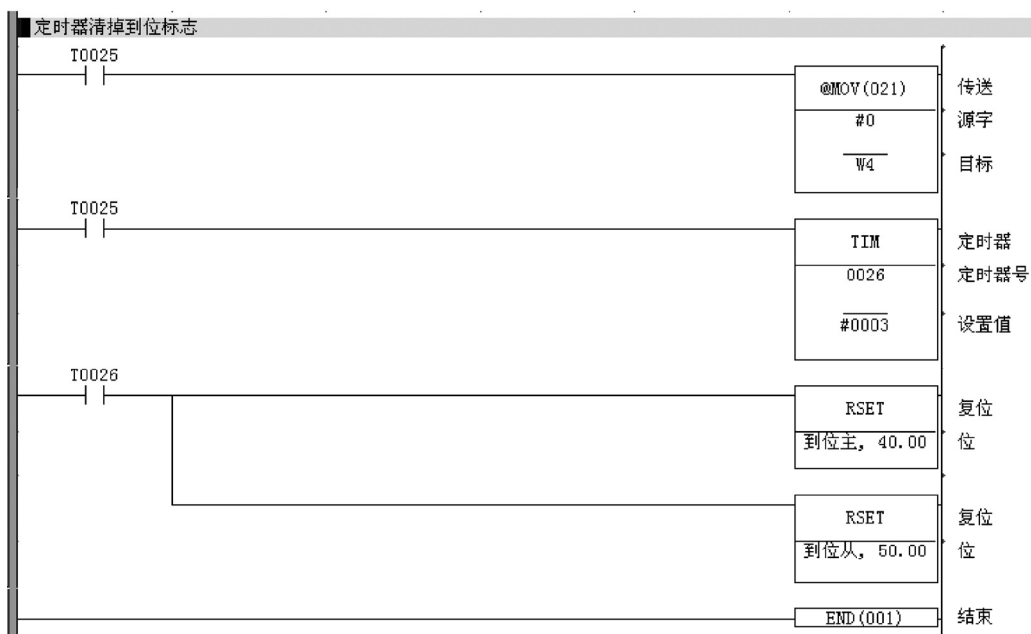 定时器清掉到位标志
T0025
@MOV(021) 传送
#0 源字
W4 目标
T0025
TIM 定时器
0026 定时器号
#0003 设置值
T0026
RSET 复位
到位主, 40.00 位
RSET 复位
到位从, 50.00 位
END(001) 结束